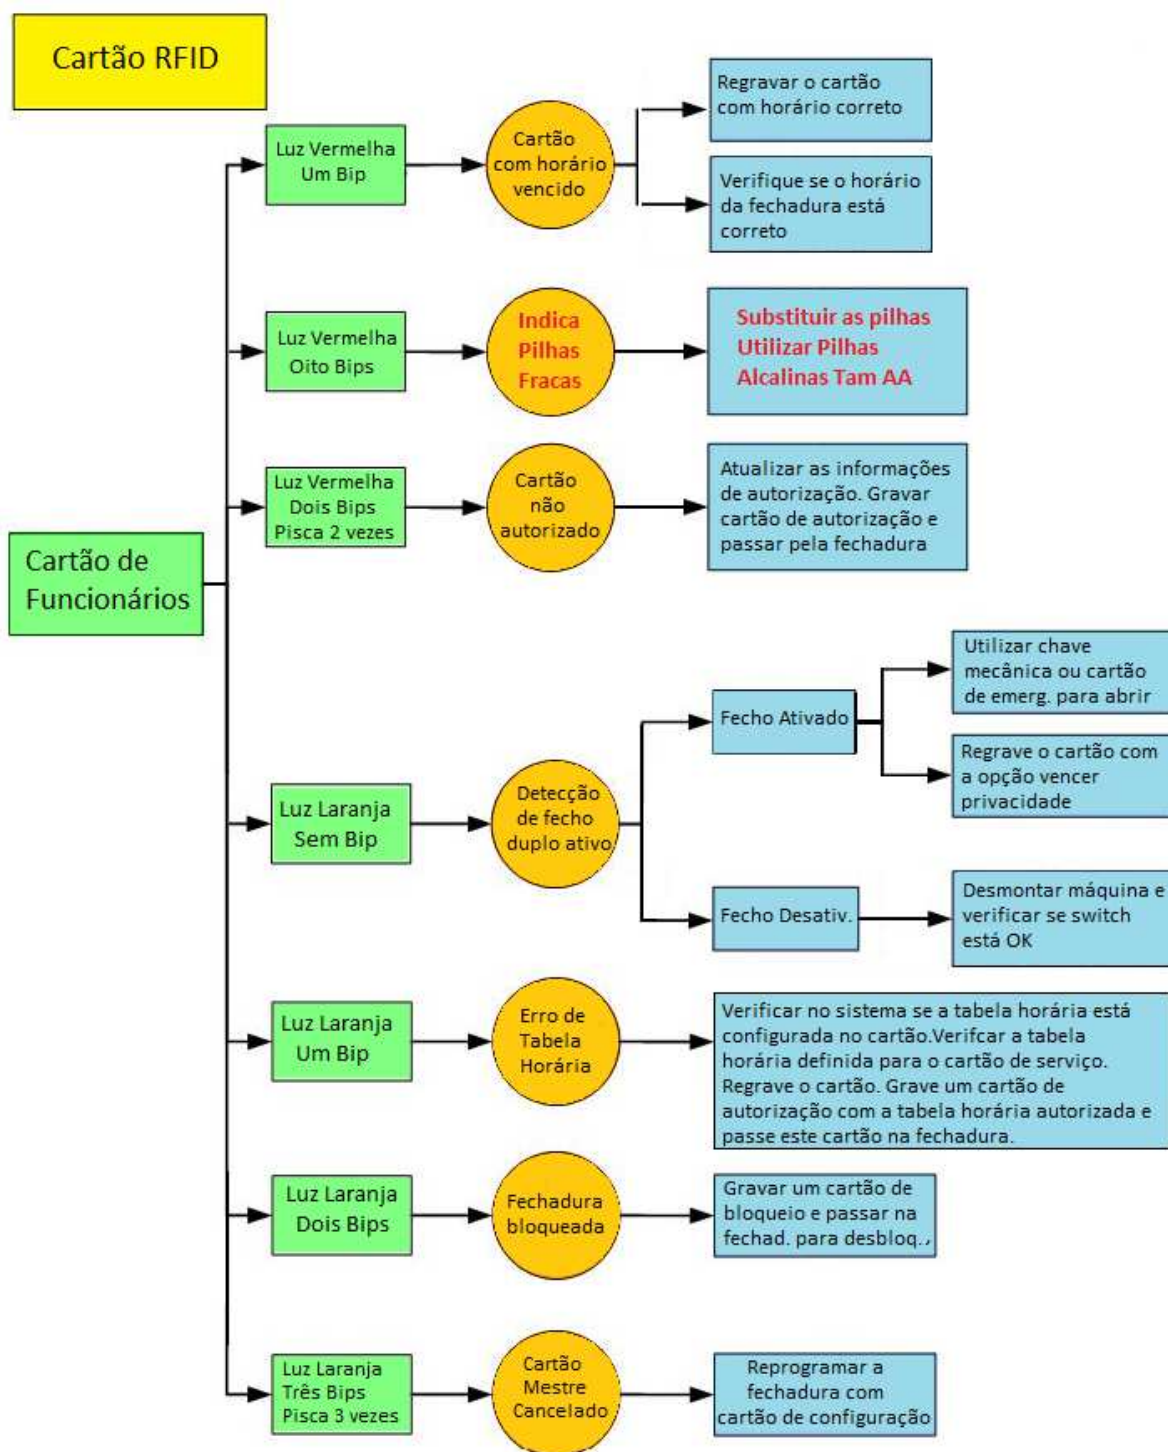 Cartão RFID
Luz Vermelha
Um Bip
Cartão
com horário
vencido
Regravar o cartão
com horário correto
Verifique se o horário
da fechadura está
correto
Luz Vermelha
Oito Bips
Indica
Pilhas
Fracas
Substituir as pilhas
Utilizar Pilhas
Alcalinas Tam AA
Luz Vermelha
Dois Bips
Pisca 2 vezes
Cartão
não
autorizado
Atualizar as informações
de autorização. Gravar
cartão de autorização e
passar pela fechadura
Cartão de
Funcionários
Luz Laranja
Sem Bip
Detecção
de fecho
duplo ativo
Fecho Ativado
Utilizar chave
mecânica ou cartão
de emerg. para abrir
Regrave o cartão com
a opção vencer
privacidade
Fecho Desativ.
Desmontar máquina e
verificar se switch
está OK
Luz Laranja
Um Bip
Erro de
Tabela
Horária
Verificar no sistema se a tabela horária está
configurada no cartão.Verifcar a tabela
horária definida para o cartão de serviço.
Regrave o cartão. Grave um cartão de
autorização com a tabela horária autorizada e
passe este cartão na fechadura.
Luz Laranja
Dois Bips
Fechadura
bloqueada
Gravar um cartão de
bloqueio e passar na
fechad. para desbloq.,
Luz Laranja
Três Bips
Pisca 3 vezes
Cartão
Mestre
Cancelado
Reprogramar a
fechadura com
cartão de configuração